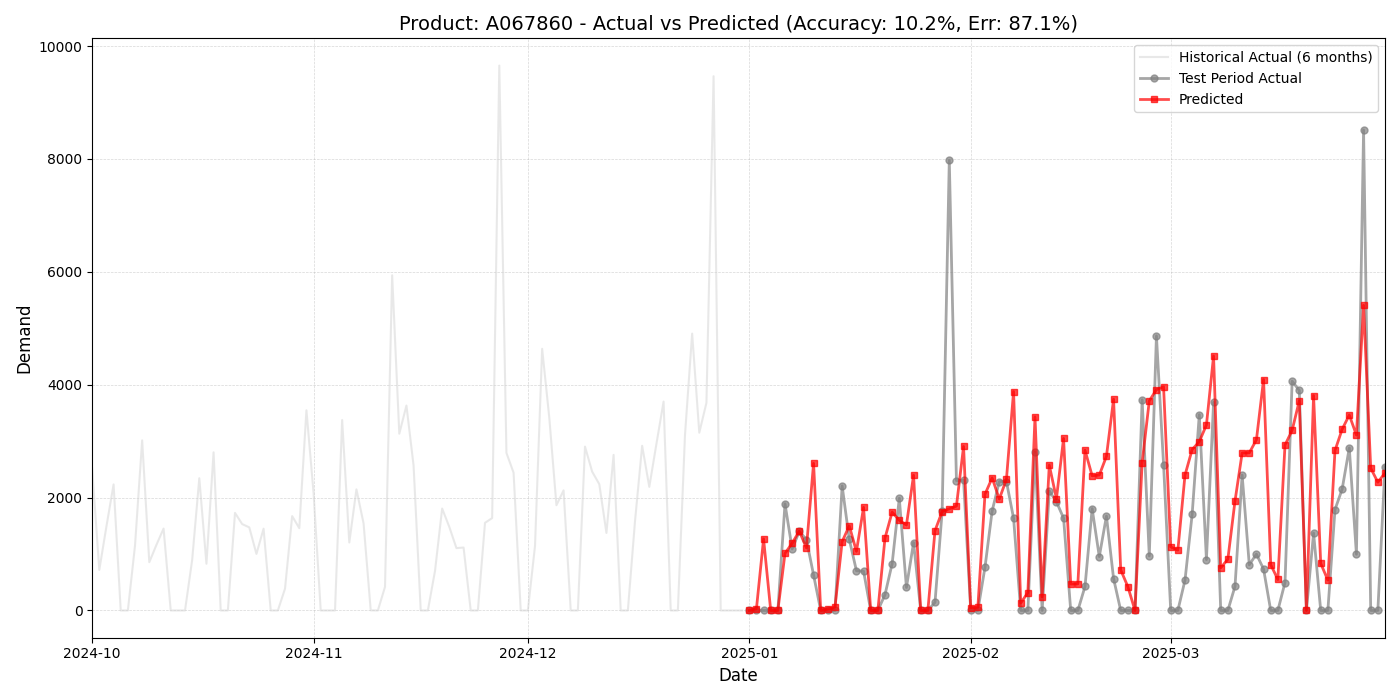 Product: A067860 - Actual vs Predicted (Accuracy: 10.2%, Err: 87.1%)
Historical Actual (6 months)
Test Period Actual
Predicted
Demand
10000
8000
6000
4000
2000
0
2024-10
2024-11
2024-12
2025-01
2025-02
2025-03
Date